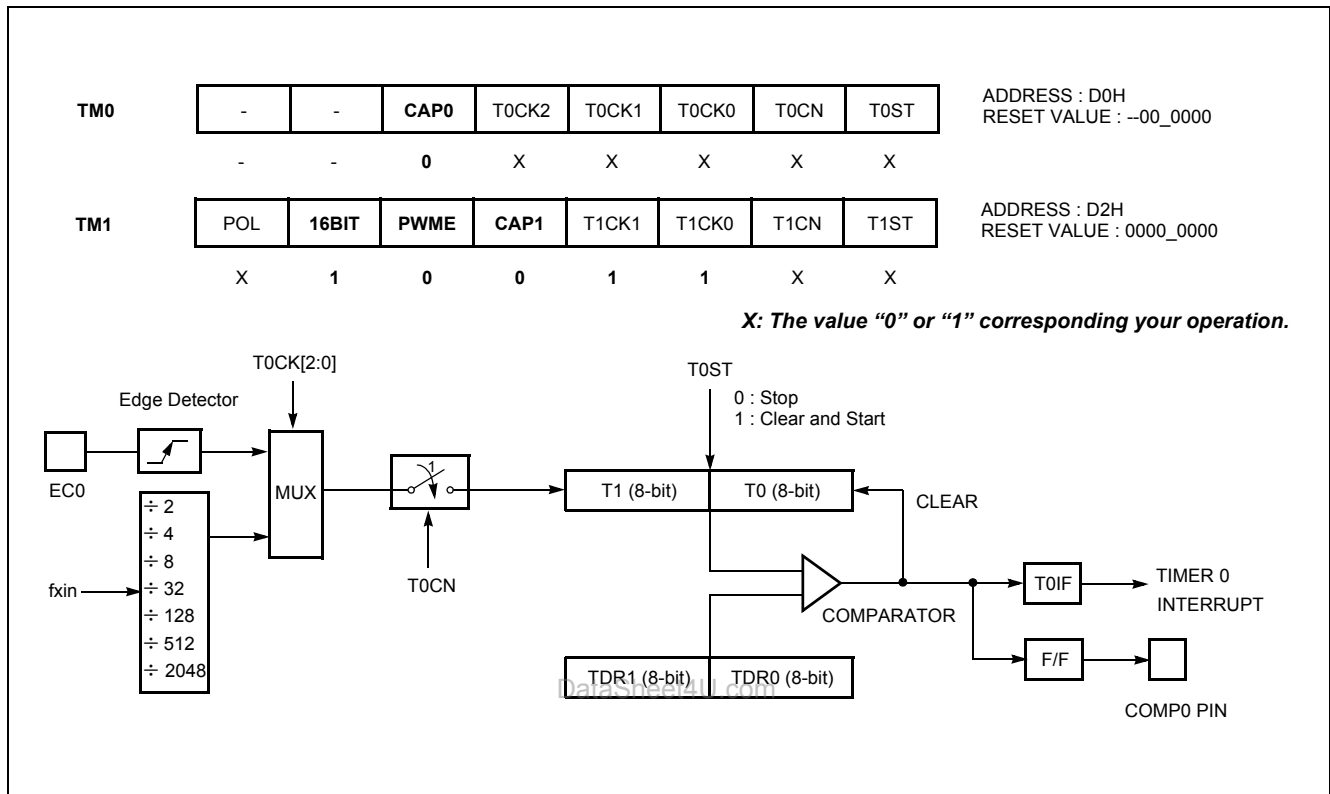 TM0 - - CAP0 T0CK2 T0CK1 T0CK0 T0CN T0ST
ADDRESS : D0H
RESET VALUE : --00_0000
- - 0 X X X X X
TM1 POL 16BIT PWME CAP1 T1CK1 T1CK0 T1CN T1ST
ADDRESS : D2H
RESET VALUE : 0000_0000
X 1 0 0 1 1 X X
X: The value “0” or “1” corresponding your operation.
T0CK[2:0]
T0ST
0 : Stop
1 : Clear and Start
Edge Detector
EC0
MUX
1
T0CN
T1 (8-bit) T0 (8-bit)
CLEAR
fxin
÷ 2
÷ 4
÷ 8
÷ 32
÷ 128
÷ 512
÷ 2048
COMPARATOR
T0IF
TIMER 0
INTERRUPT
F/F
COMP0 PIN
TDR1 (8-bit) TDR0 (8-bit)
DataSheet4U.com